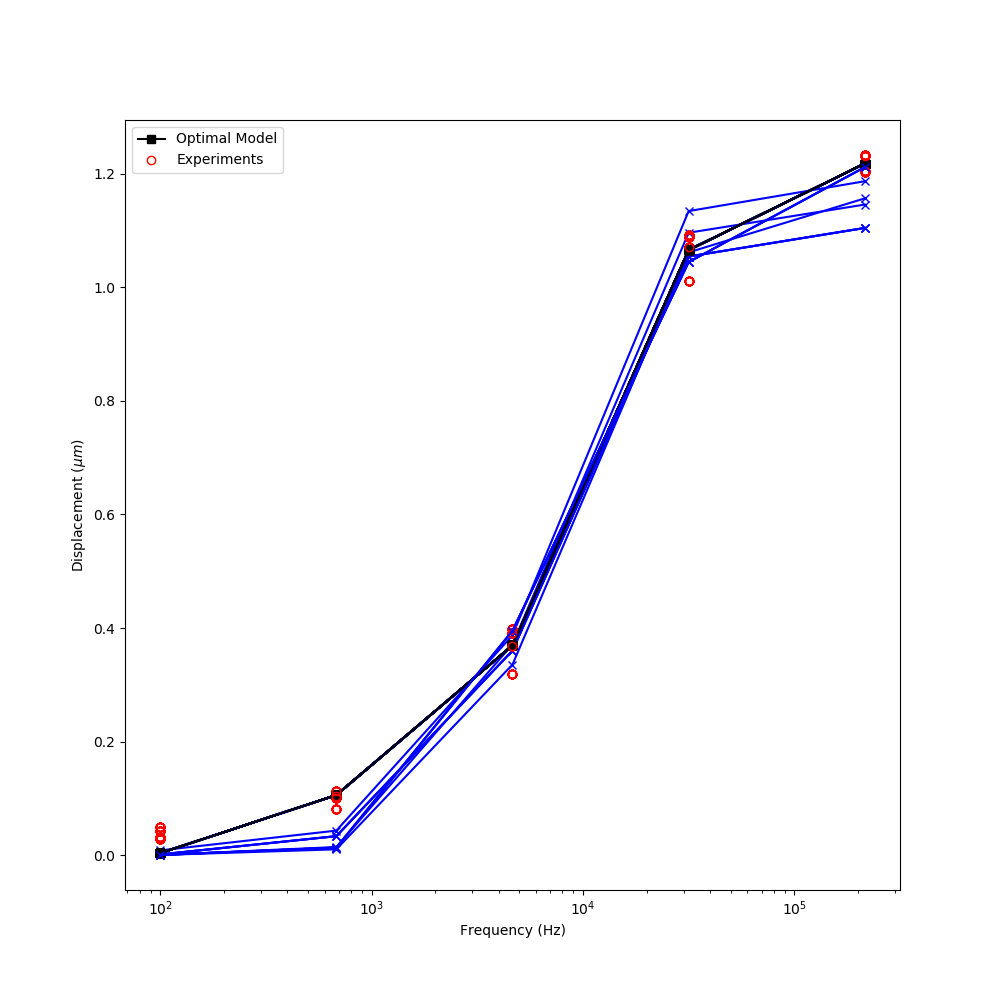 Optimal Model
Experiments
1.2
1.0
0.8
0.6
0.4
0.2
0.0
Displacement (μm)
10²
10³
10⁴
10⁵
Frequency (Hz)